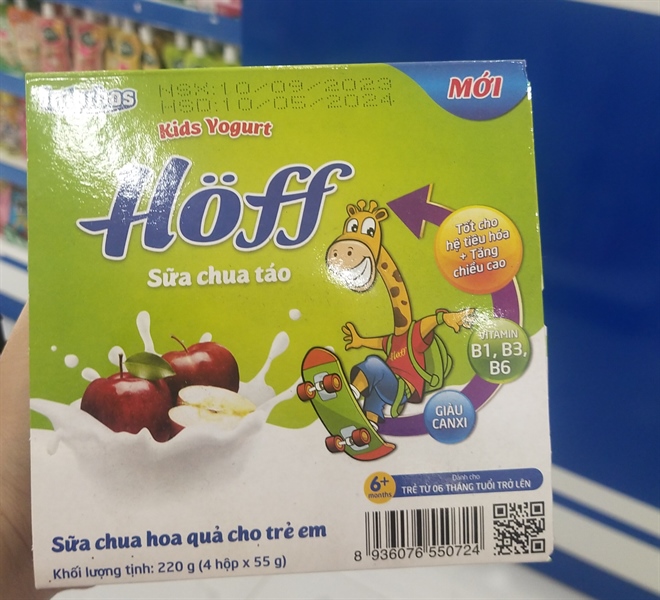 NSX:10/09/2023
HSD:10/05/2024
MỚI
Kids Yogurt
Höff
Sữa chua táo
Tốt cho
hệ tiêu hóa
+ Tăng
chiều cao
VITAMIN
B1, B3,
B6
GIÀU
CANXI
Höff
6+
months
Dành cho
TRẺ TỪ 06 THÁNG TUỔI TRỞ LÊN
Sữa chua hoa quả cho trẻ em
Khối lượng tịnh: 220 g (4 hộp x 55 g)
8 936076 550724